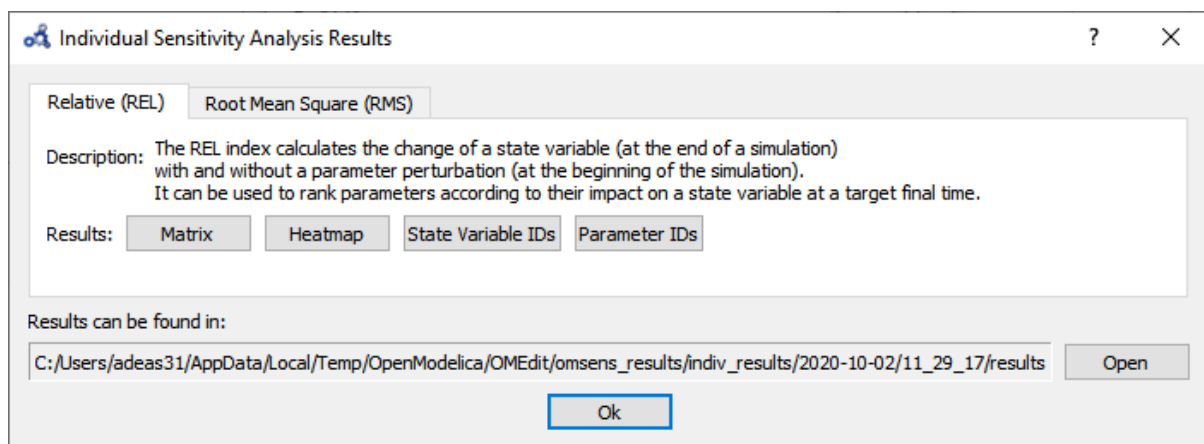 Individual Sensitivity Analysis Results ?
Relative (REL) Root Mean Square (RMS)
Description: The REL index calculates the change of a state variable (at the end of a simulation)
with and without a parameter perturbation (at the beginning of the simulation).
It can be used to rank parameters according to their impact on a state variable at a target final time.
Results: Matrix Heatmap State Variable IDs Parameter IDs
Results can be found in:
C:/Users/adeas31/AppData/Local/Temp/OpenModelica/OMEdit/omsens_results/indiv_results/2020-10-02/11_29_17/results Open
Ok